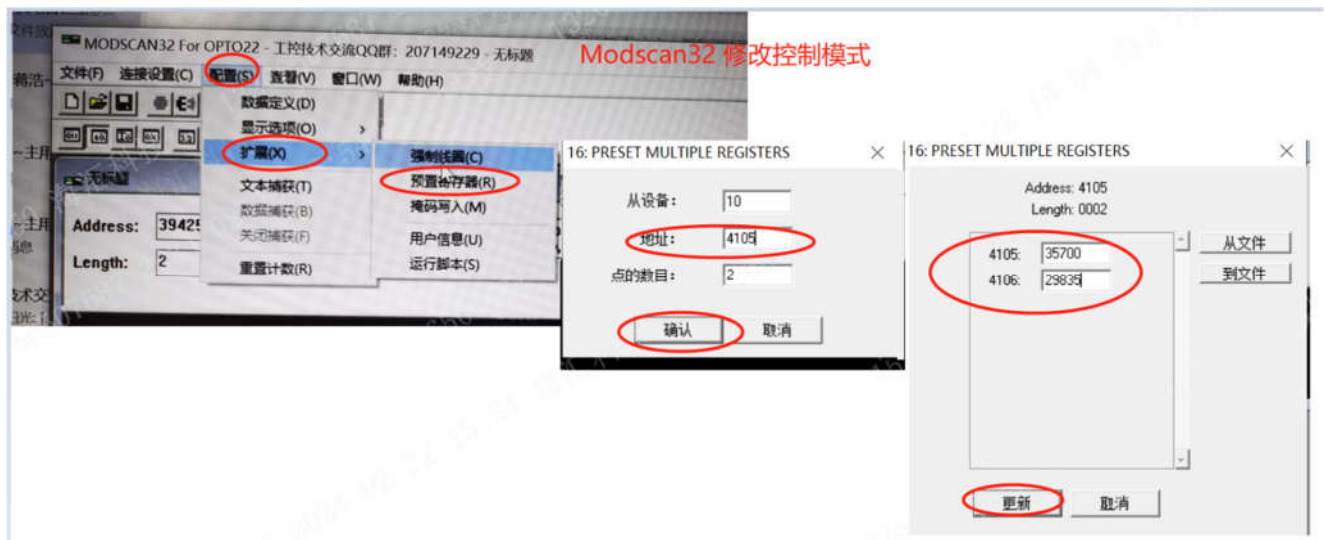 MODSCAN32 For OPTO22 - 工控技术交流QQ群: 207149229 - 无标题
Modscan32 修改控制模式
文件(F) 连接设置(C) 配置(S) 查看(V) 窗口(W) 帮助(H)
数据定义(D)
显示选项(O)
扩展(X)
文本捕获(T)
数据捕获(B)
关闭捕获(F)
重置计数(R)
强制线圈(C)
预置寄存器(R)
掩码写入(M)
用户信息(U)
运行脚本(S)
无标题
Address: 39425
Length: 2
16: PRESET MULTIPLE REGISTERS
从设备: 10
地址: 4105
点的数目: 2
确认 取消
16: PRESET MULTIPLE REGISTERS
Address: 4105
Length: 0002
4105: 35700
4106: 29835
从文件
到文件
更新 取消